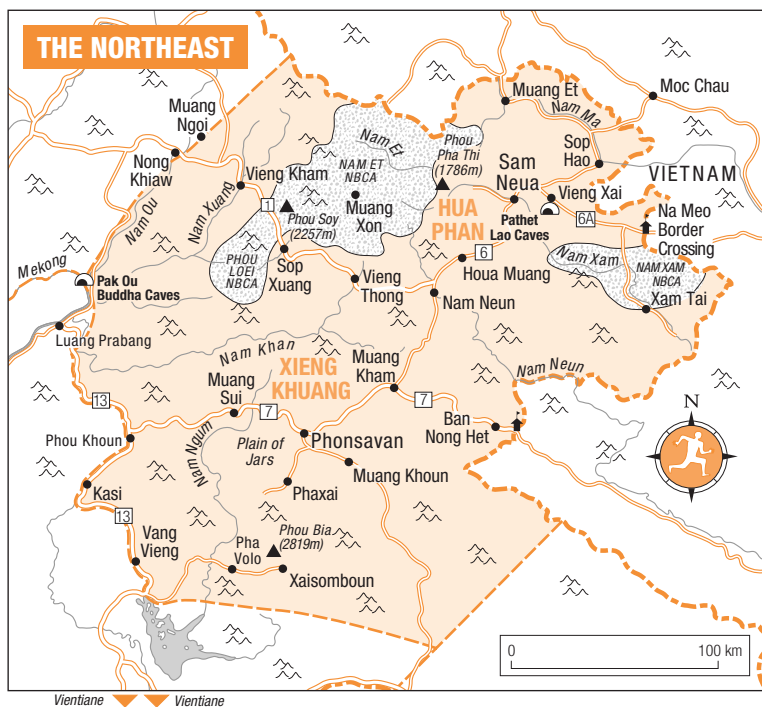 THE NORTHEAST
Muang Et
Moc Chau
Nam Ma
Muang
Ngoi
Nam Et
Phou
Pha Thi
(1786m)
Sop
Hao
Nong
Khiaw
Vieng Kham
NAM ET
NBCA
Sam
Neua
VIETNAM
Nam Ou
Nam Xuang
1
Phou Soy
(2257m)
Muang
Xon
HUA
PHAN
Vieng Xai
Pathet
Lao Caves
6A
Na Meo
Border
Crossing
Mekong
PHOU
LOEI
NBCA
Sop
Xuang
6
Nam Xam
NAM XAM
NBCA
Pak Ou
Buddha Caves
Vieng
Thong
Houa Muang
Nam Neun
Xam Tai
Luang Prabang
Nam Khan
XIENG
KHUANG
Muang
Kham
Nam Neun
13
Muang
Sui
7
7
Ban
Nong Het
N
Phou Khoun
Nam Ngum
Plain of
Jars
Phonsavan
Muang Khoun
Kasi
Phaxai
13
Vang
Vieng
Phou Bia
(2819m)
Pha
Volo
Xaisomboun
0
100 km
Vientiane
Vientiane